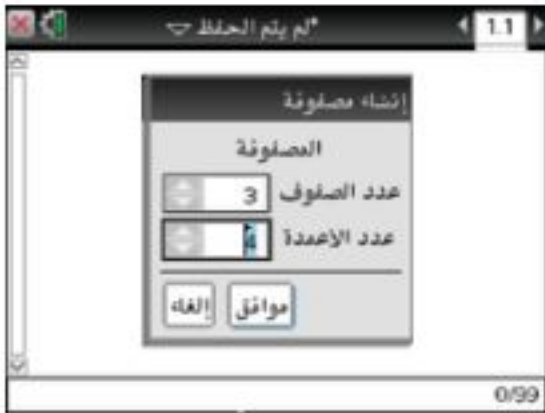 1.1 *لم يتم الحفظ
إنشاء مصفوفة
المصفوفة
عدد الصفوف 3
عدد الأعمدة 4
موافق إلغاء
0/99